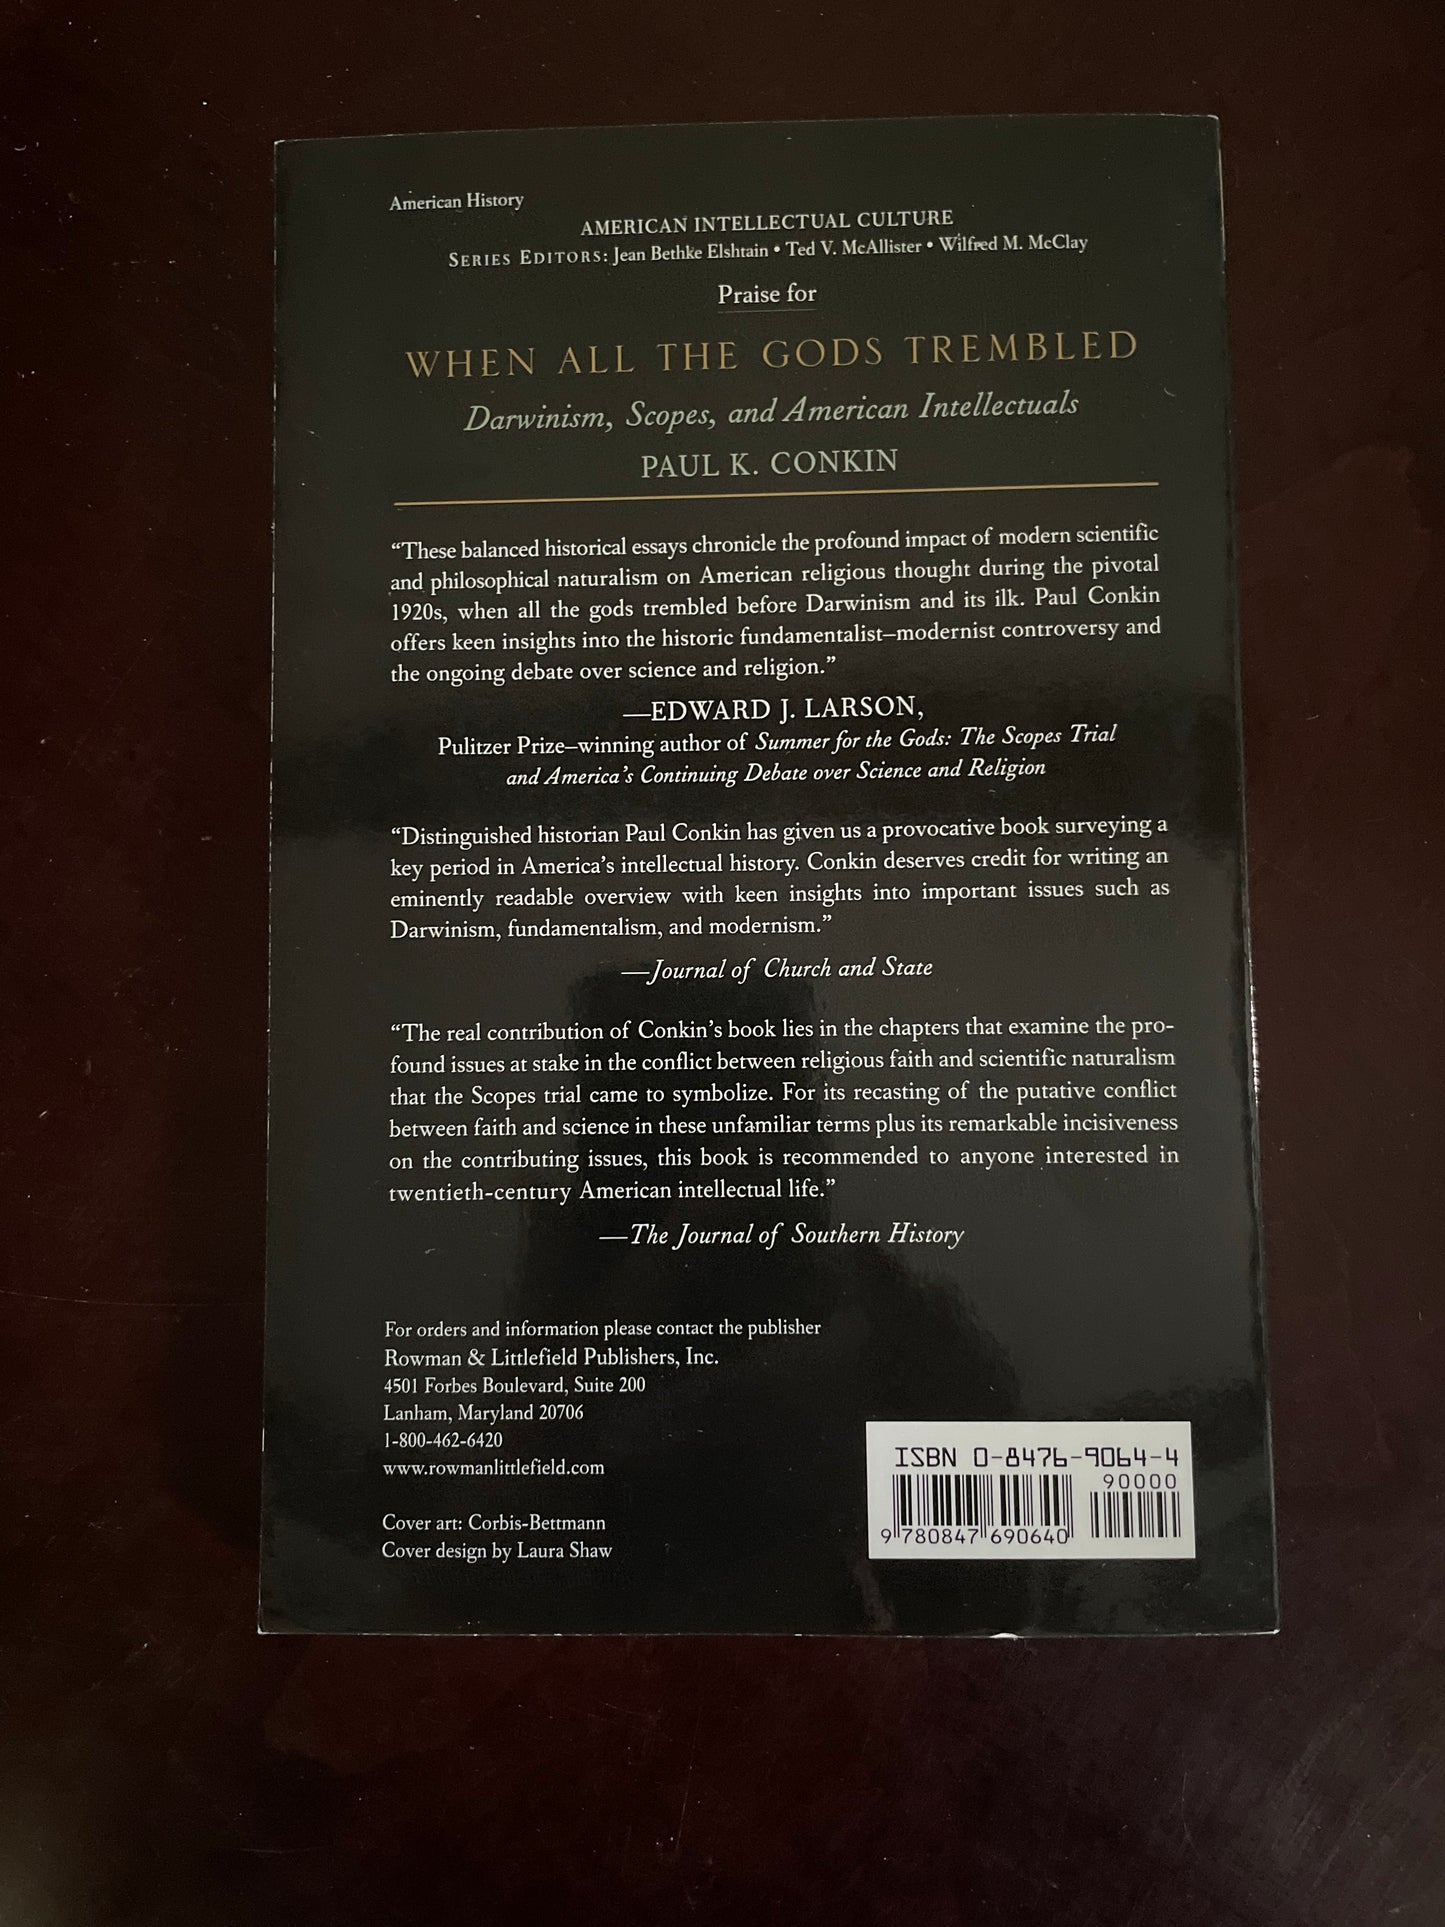 American History
AMERICAN INTELLECTUAL CULTURE
SERIES EDITORS: Jean Bethke Elshtain • Ted V. McAllister • Wilfred M. McClay
Praise for
WHEN ALL THE GODS TREMBLED
Darwinism, Scopes, and American Intellectuals
PAUL K. CONKIN
“These balanced historical essays chronicle the profound impact of modern scientific
and philosophical naturalism on American religious thought during the pivotal
1920s, when all the gods trembled before Darwinism and its ilk. Paul Conkin
offers keen insights into the historic fundamentalist–modernist controversy and
the ongoing debate over science and religion.”
—EDWARD J. LARSON,
Pulitzer Prize–winning author of Summer for the Gods: The Scopes Trial
and America’s Continuing Debate over Science and Religion
“Distinguished historian Paul Conkin has given us a provocative book surveying a
key period in America’s intellectual history. Conkin deserves credit for writing an
eminently readable overview with keen insights into important issues such as
Darwinism, fundamentalism, and modernism.”
—Journal of Church and State
“The real contribution of Conkin’s book lies in the chapters that examine the pro-
found issues at stake in the conflict between religious faith and scientific naturalism
that the Scopes trial came to symbolize. For its recasting of the putative conflict
between faith and science in these unfamiliar terms plus its remarkable incisiveness
on the contributing issues, this book is recommended to anyone interested in
twentieth-century American intellectual life.”
—The Journal of Southern History
For orders and information please contact the publisher
Rowman & Littlefield Publishers, Inc.
4501 Forbes Boulevard, Suite 200
Lanham, Maryland 20706
1-800-462-6420
www.rowmanlittlefield.com
Cover art: Corbis-Bettmann
Cover design by Laura Shaw
ISBN 0-8476-9064-4
90000
9 780847 690640